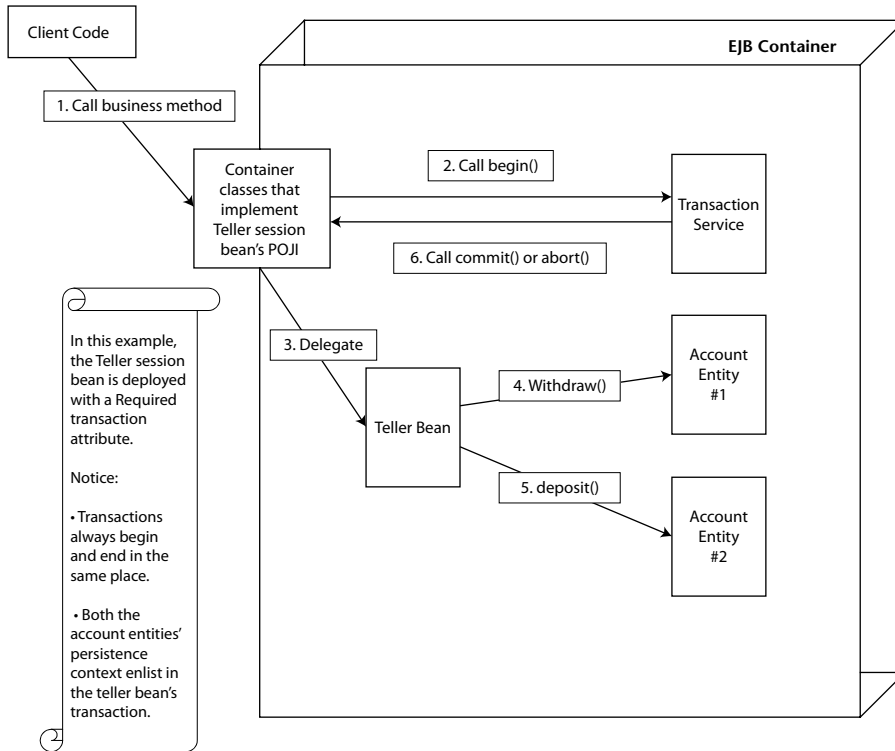 Client Code
EJB Container
1. Call business method
Container
classes that
implement
Teller session
bean's POJI
2. Call begin()
Transaction
Service
6. Call commit() or abort()
3. Delegate
Teller Bean
4. Withdraw()
Account
Entity
#1
5. deposit()
Account
Entity
#2
In this example,
the Teller session
bean is deployed
with a Required
transaction
attribute.
Notice:
• Transactions
always begin
and end in the
same place.
• Both the
account entities'
persistence
context enlist in
the teller bean's
transaction.